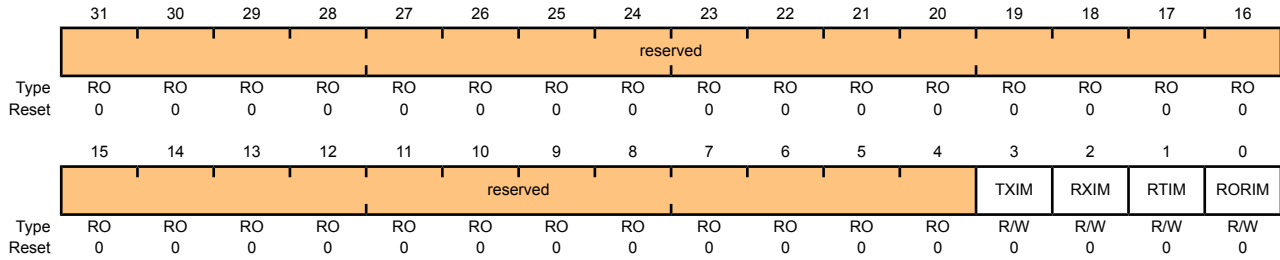 31 30 29 28 27 26 25 24 23 22 21 20 19 18 17 16
reserved
Type RO RO RO RO RO RO RO RO RO RO RO RO RO RO RO RO
Reset 0 0 0 0 0 0 0 0 0 0 0 0 0 0 0 0
15 14 13 12 11 10 9 8 7 6 5 4 3 2 1 0
reserved TXIM RXIM RTIM RORIM
Type RO RO RO RO RO RO RO RO RO RO RO RO R/W R/W R/W R/W
Reset 0 0 0 0 0 0 0 0 0 0 0 0 0 0 0 0